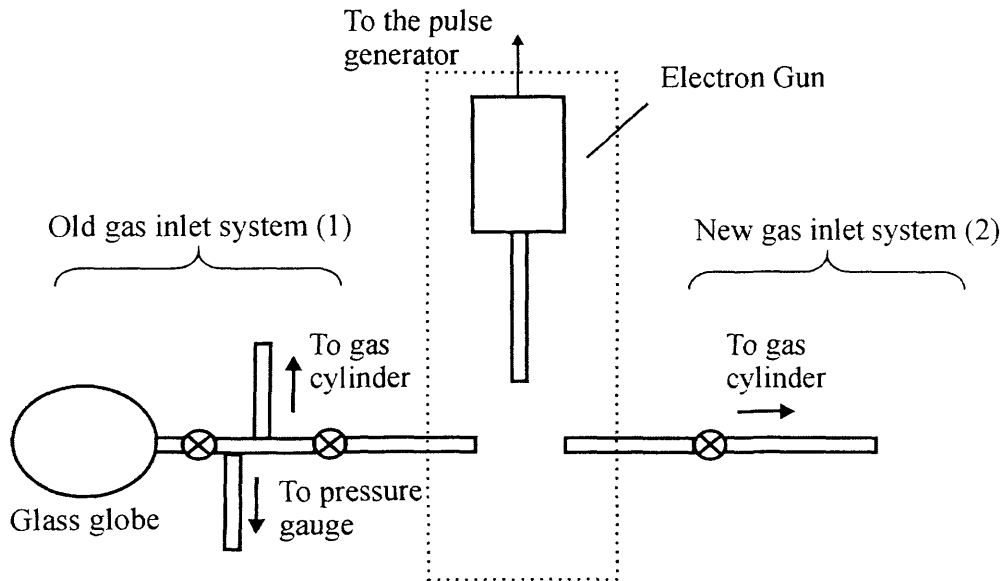 To the pulse
generator
Electron Gun
Old gas inlet system (1)
New gas inlet system (2)
To gas
cylinder
To gas
cylinder
To pressure
gauge
Glass globe